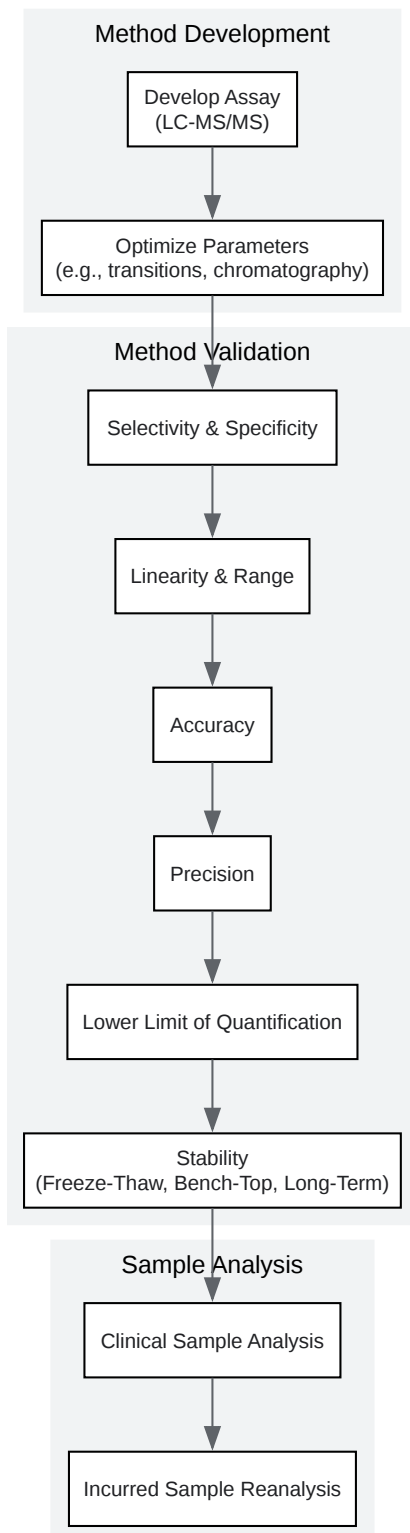 Method Development
Develop Assay
(LC-MS/MS)
Optimize Parameters
(e.g., transitions, chromatography)
Method Validation
Selectivity & Specificity
Linearity & Range
Accuracy
Precision
Lower Limit of Quantification
Stability
(Freeze-Thaw, Bench-Top, Long-Term)
Sample Analysis
Clinical Sample Analysis
Incurred Sample Reanalysis